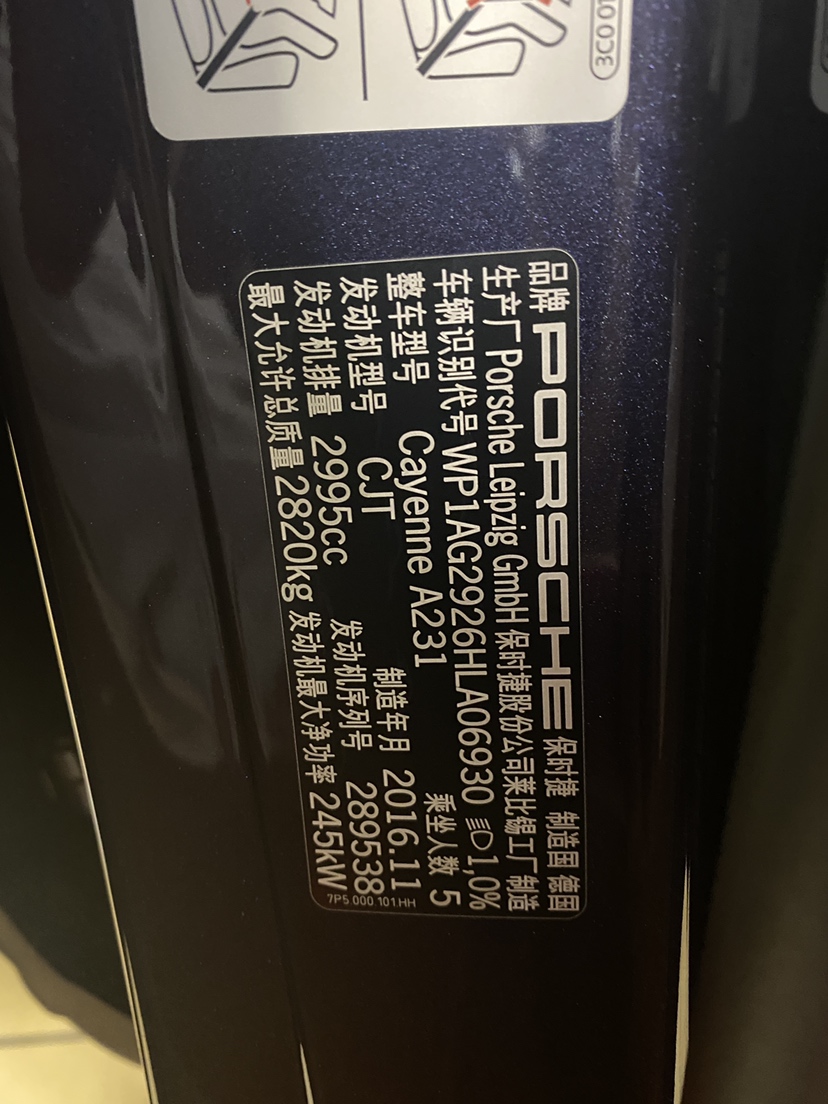 3C0 01
品牌 PORSCHE 保时捷 制造国 德国
生产厂 Porsche Leipzig GmbH 保时捷股份公司莱比锡工厂制造
车辆识别代号 WP1AG2926HLA06930 1,0%
整车型号 Cayenne A231 乘坐人数 5
发动机型号 CJT 制造年月 2016.11
发动机排量 2995cc 发动机序列号 289538
最大允许总质量 2820kg 发动机最大净功率 245kW
7P5.000 101.HH